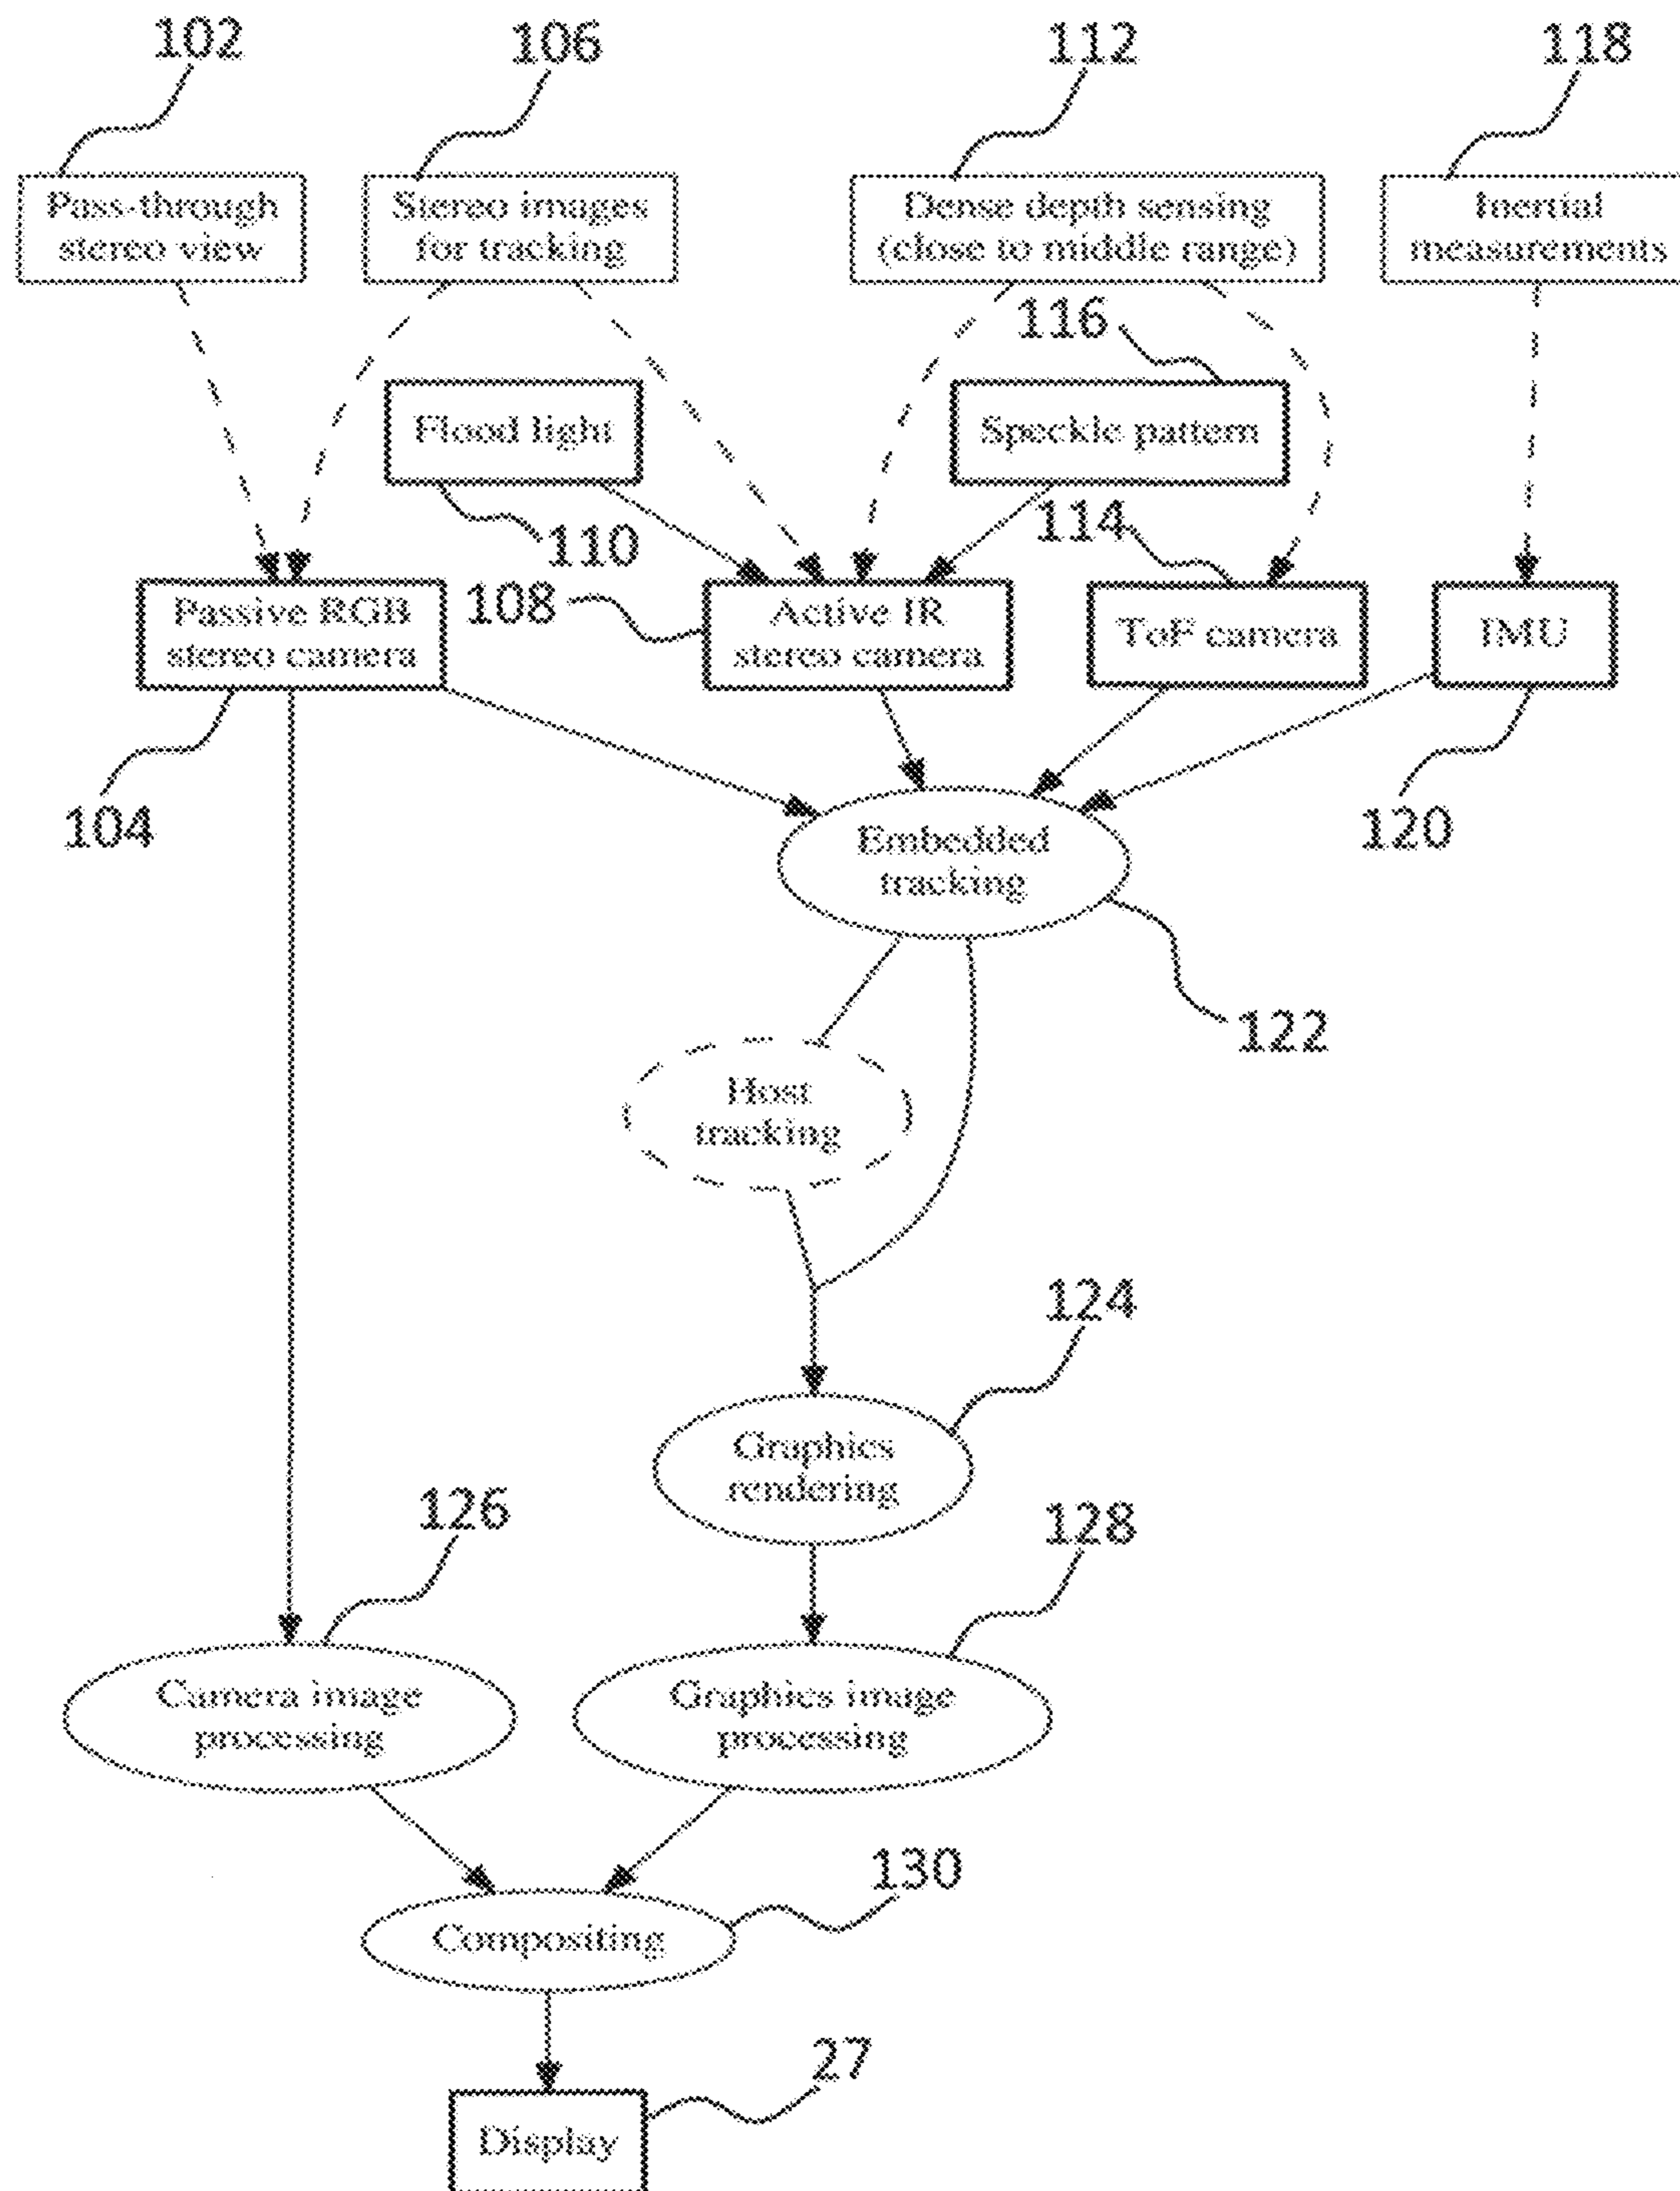 102
106
112
118
Pass-through
stereo view
Stereo images
for tracking
Dense depth sensing
(close to middle range)
Inertial
measurements
116
Flood light
Speckle pattern
110
114
108
Passive RGB
stereo camera
Active IR
stereo camera
ToF camera
IMU
104
120
Embedded
tracking
122
Host
tracking
124
Graphics
rendering
126
128
Camera image
processing
Graphics image
processing
130
Compositing
27
Display